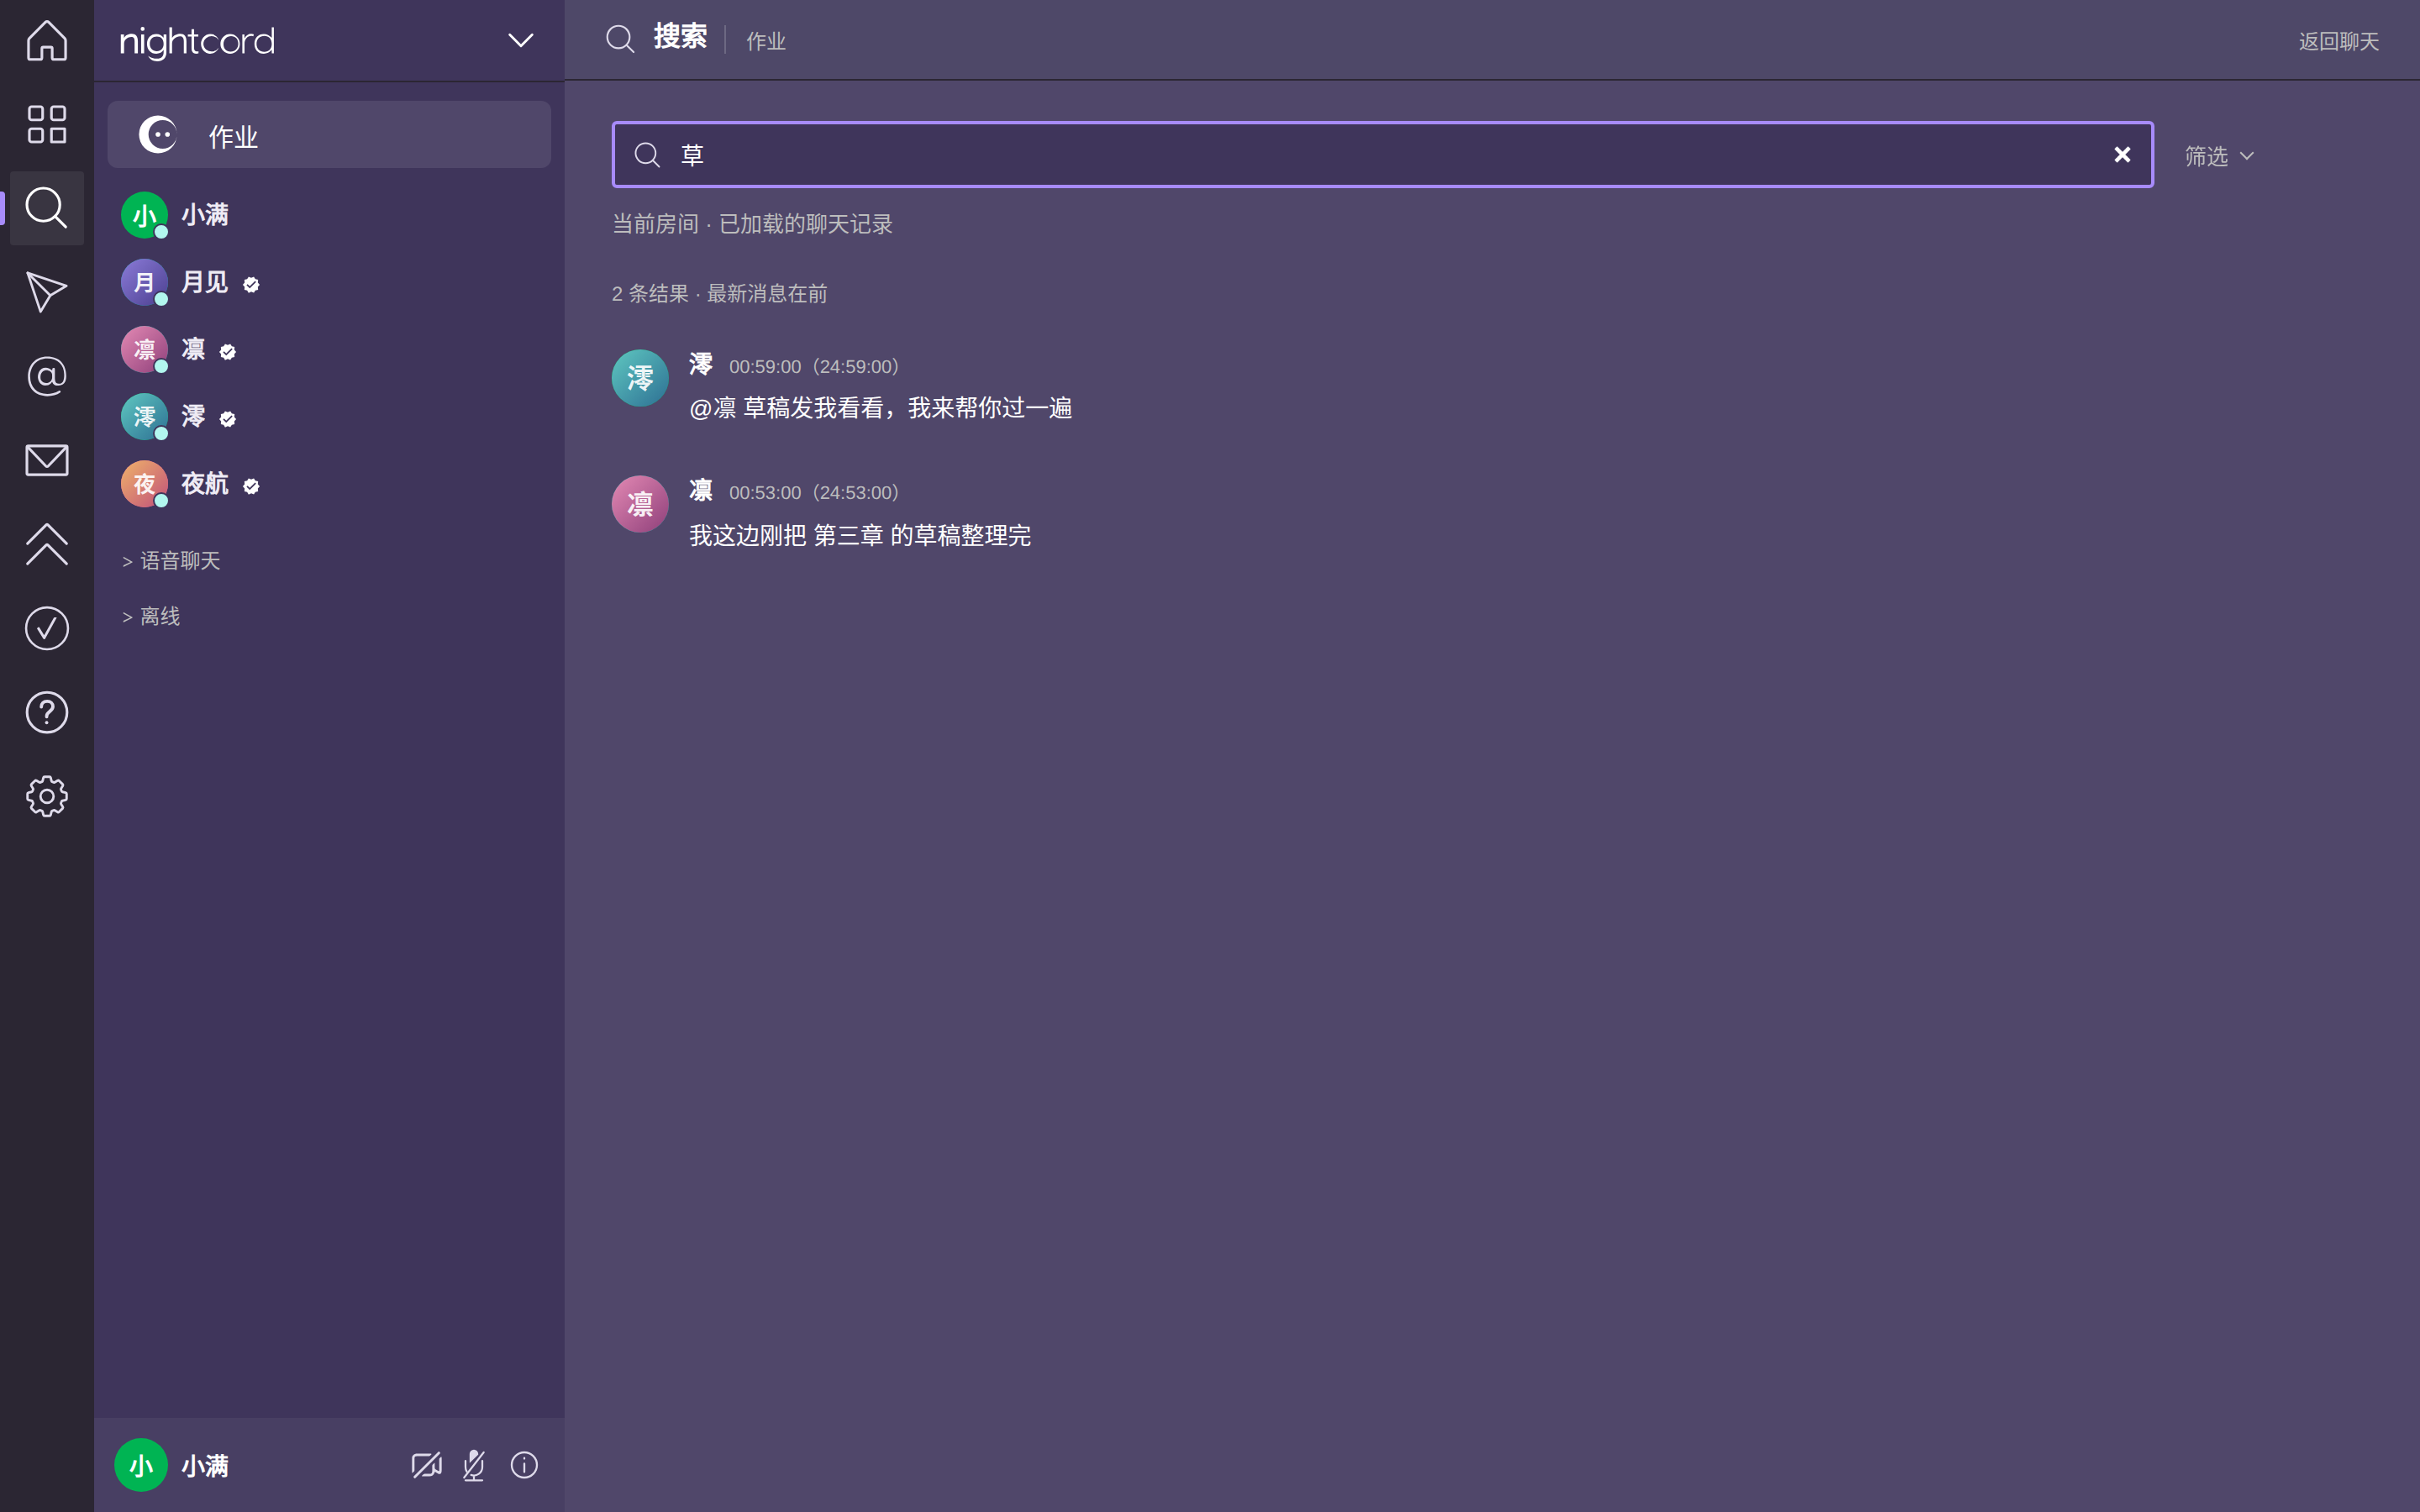 nightcord
作业
小 小满
月 月见
凛 凛
澪 澪
夜 夜航
> 语音聊天
> 离线
小 小满
搜索 作业 返回聊天
草 筛选
当前房间 · 已加载的聊天记录
2 条结果 · 最新消息在前
澪 澪 00:59:00（24:59:00）
@凛 草稿发我看看，我来帮你过一遍
凛 凛 00:53:00（24:53:00）
我这边刚把 第三章 的草稿整理完